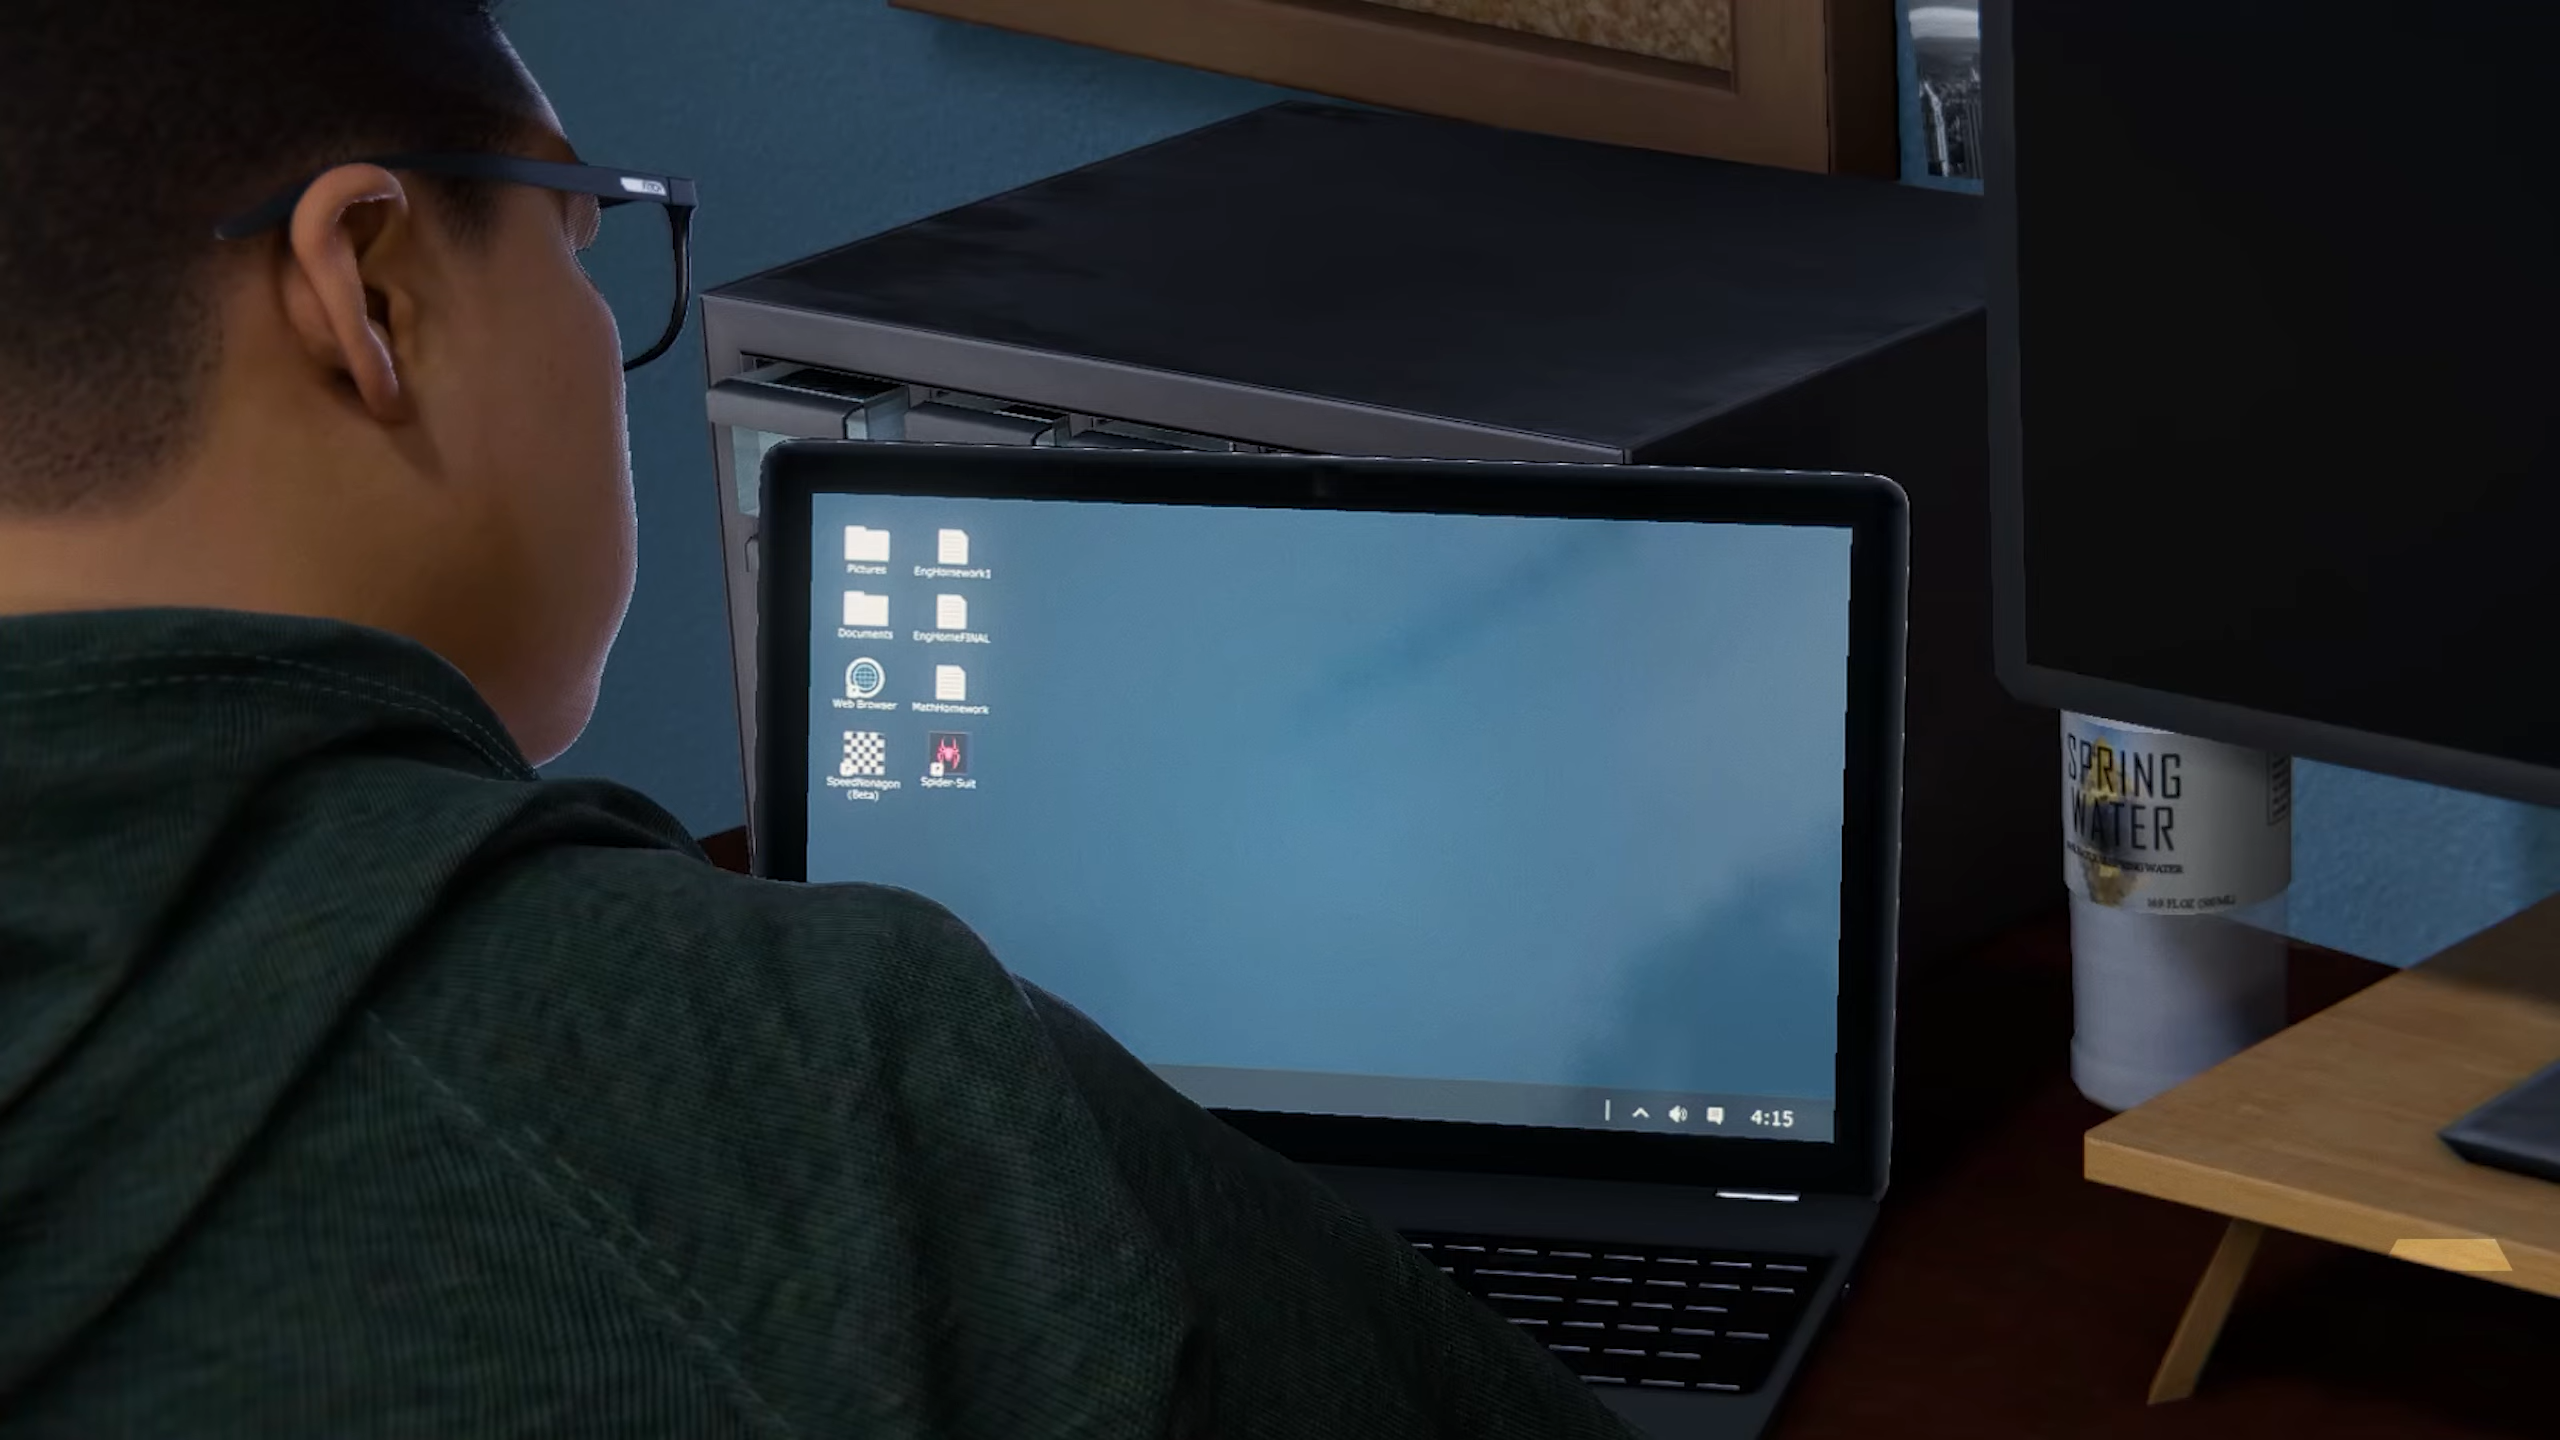 Pictures
EngHomework1
Documents
EngHomeFINAL
Web Browser
MathHomework
SpeedNonagon
(Beta)
Spider-Suit
4:15
SPRING
WATER